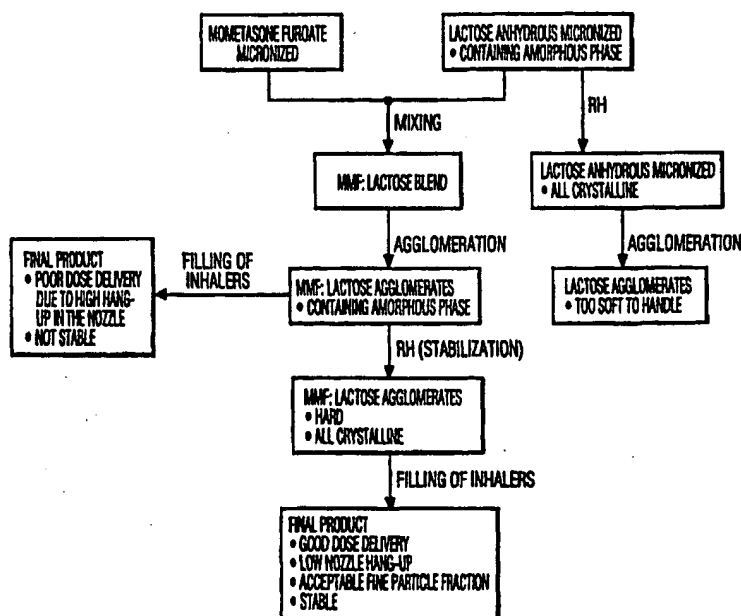 MOMETASONE FUROATE
MICRONIZED
LACTOSE ANHYDROUS MICRONIZED
• CONTAINING AMORPHOUS PHASE
RH
MIXING
MMF: LACTOSE BLEND
LACTOSE ANHYDROUS MICRONIZED
• ALL CRYSTALLINE
AGGLOMERATION
AGGLOMERATION
FINAL PRODUCT
• POOR DOSE DELIVERY
DUE TO HIGH HANG-
UP IN THE NOZZLE
• NOT STABLE
FILLING OF
INHALERS
MMF: LACTOSE AGGLOMERATES
• CONTAINING AMORPHOUS PHASE
LACTOSE AGGLOMERATES
• TOO SOFT TO HANDLE
RH (STABILIZATION)
MMF: LACTOSE AGGLOMERATES
• HARD
• ALL CRYSTALLINE
FILLING OF INHALERS
FINAL PRODUCT
• GOOD DOSE DELIVERY
• LOW NOZZLE HANG-UP
• ACCEPTABLE FINE PARTICLE FRACTION
• STABLE